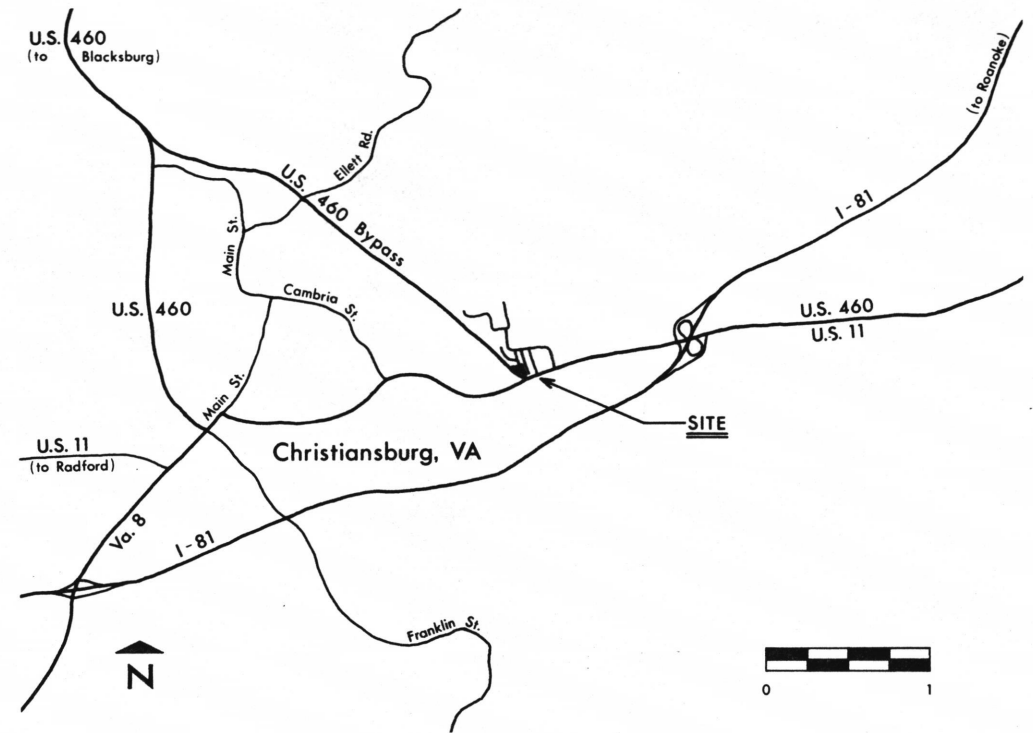 U.S. 460
(to Blacksburg)
(to Roanoke)
Ellett Rd.
U.S. 460 Bypass
I-81
Main St.
Cambria St.
U.S. 460
U.S. 460
U.S. 11
Main St.
SITE
U.S. 11
(to Radford)
Christiansburg, VA
Va. 8
I-81
Franklin St.
N
0 1